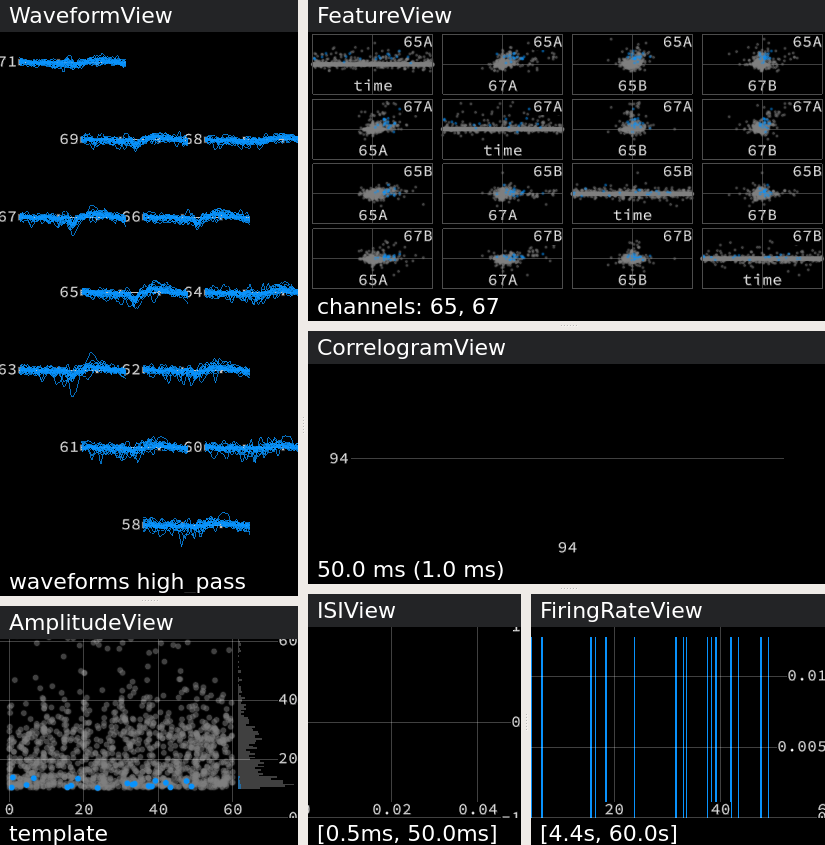 WaveformView
71
69 68
67 66
65 64
63 62
61 60
58
waveforms high_pass
FeatureView
65A 65A 65A 65A
time 67A 65B 67B
67A 67A 67A 67A
65A time 65B 67B
65B 65B 65B 65B
65A 67A time 67B
67B 67B 67B 67B
65A 67A 65B time
channels: 65, 67
CorrelogramView
94
94
50.0 ms (1.0 ms)
AmplitudeView
60
40
20
0 20 40 60 0
template
ISIView
0
0.02 0.04 -1
[0.5ms, 50.0ms]
FiringRateView
0.01
0.005
20 40
[4.4s, 60.0s]